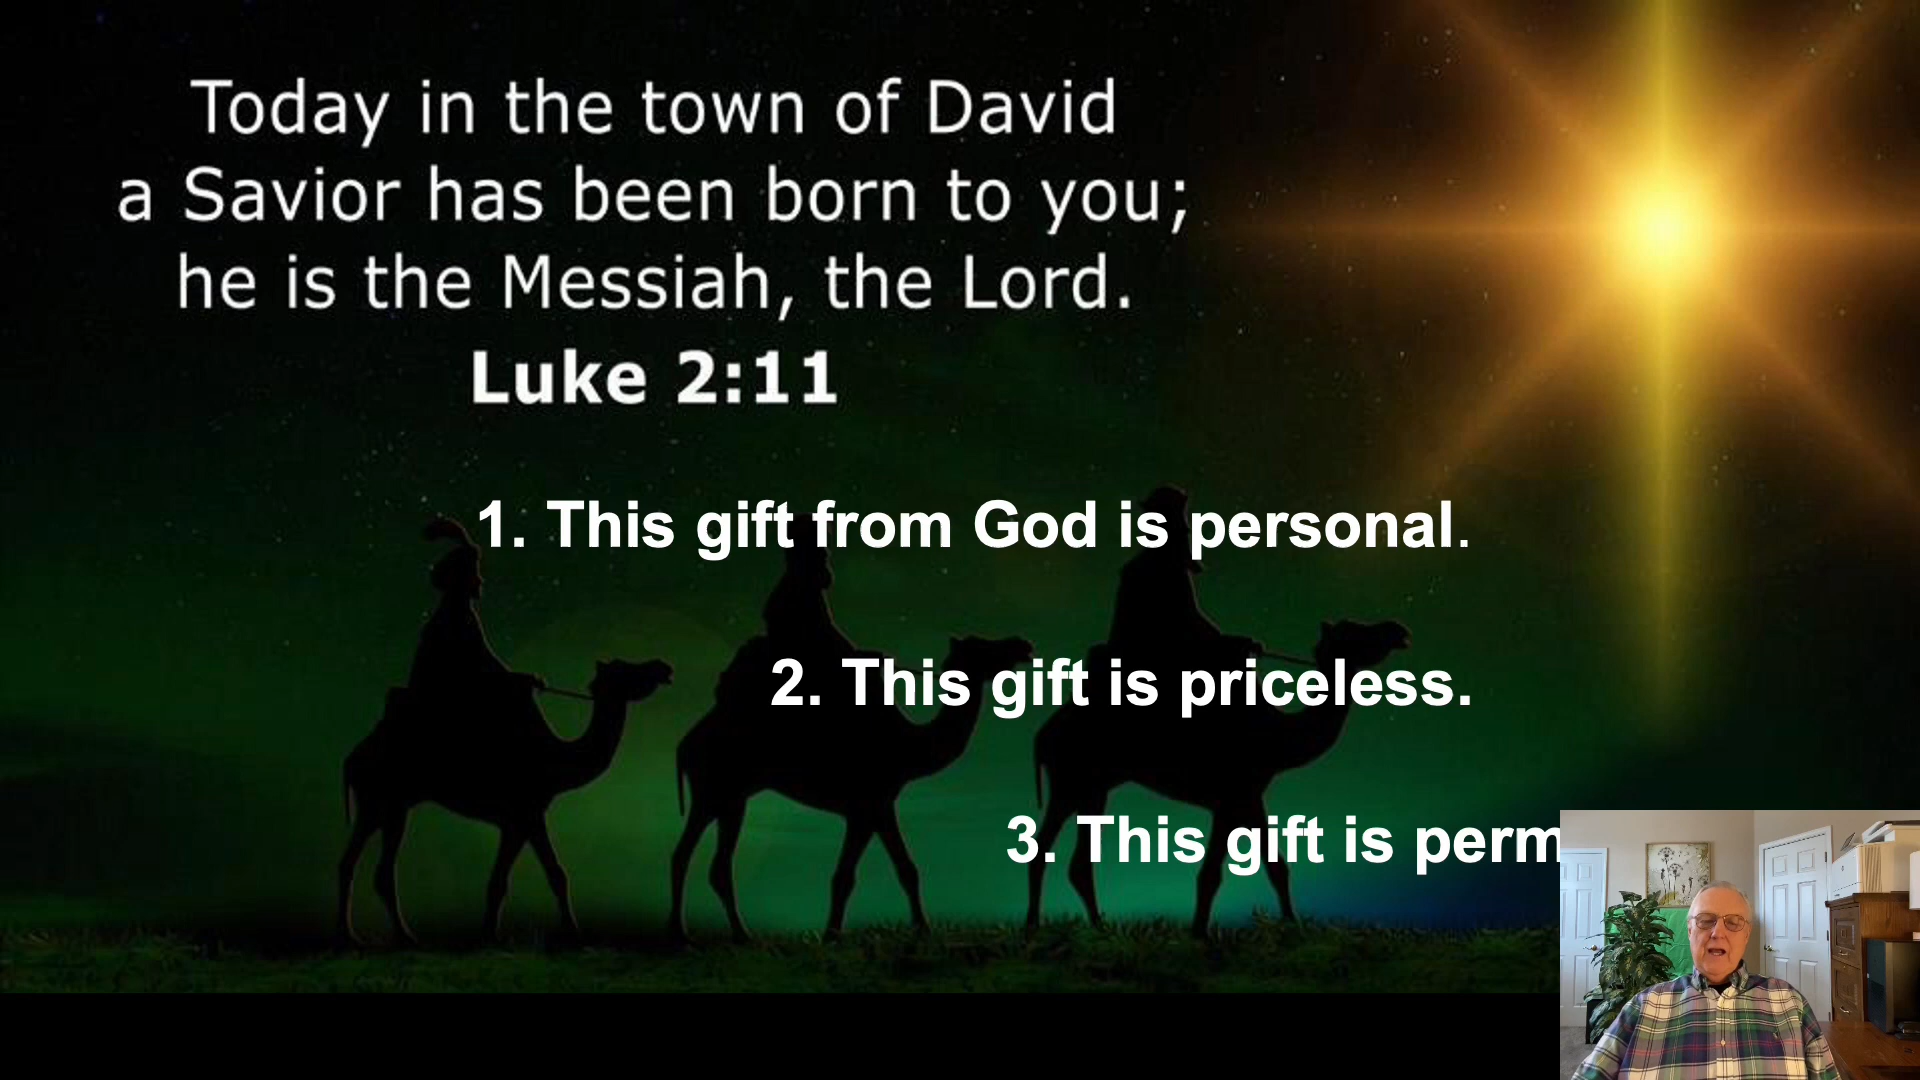 Today in the town of David
a Savior has been born to you;
he is the Messiah, the Lord.
Luke 2:11
1. This gift from God is personal.
2. This gift is priceless.
3. This gift is